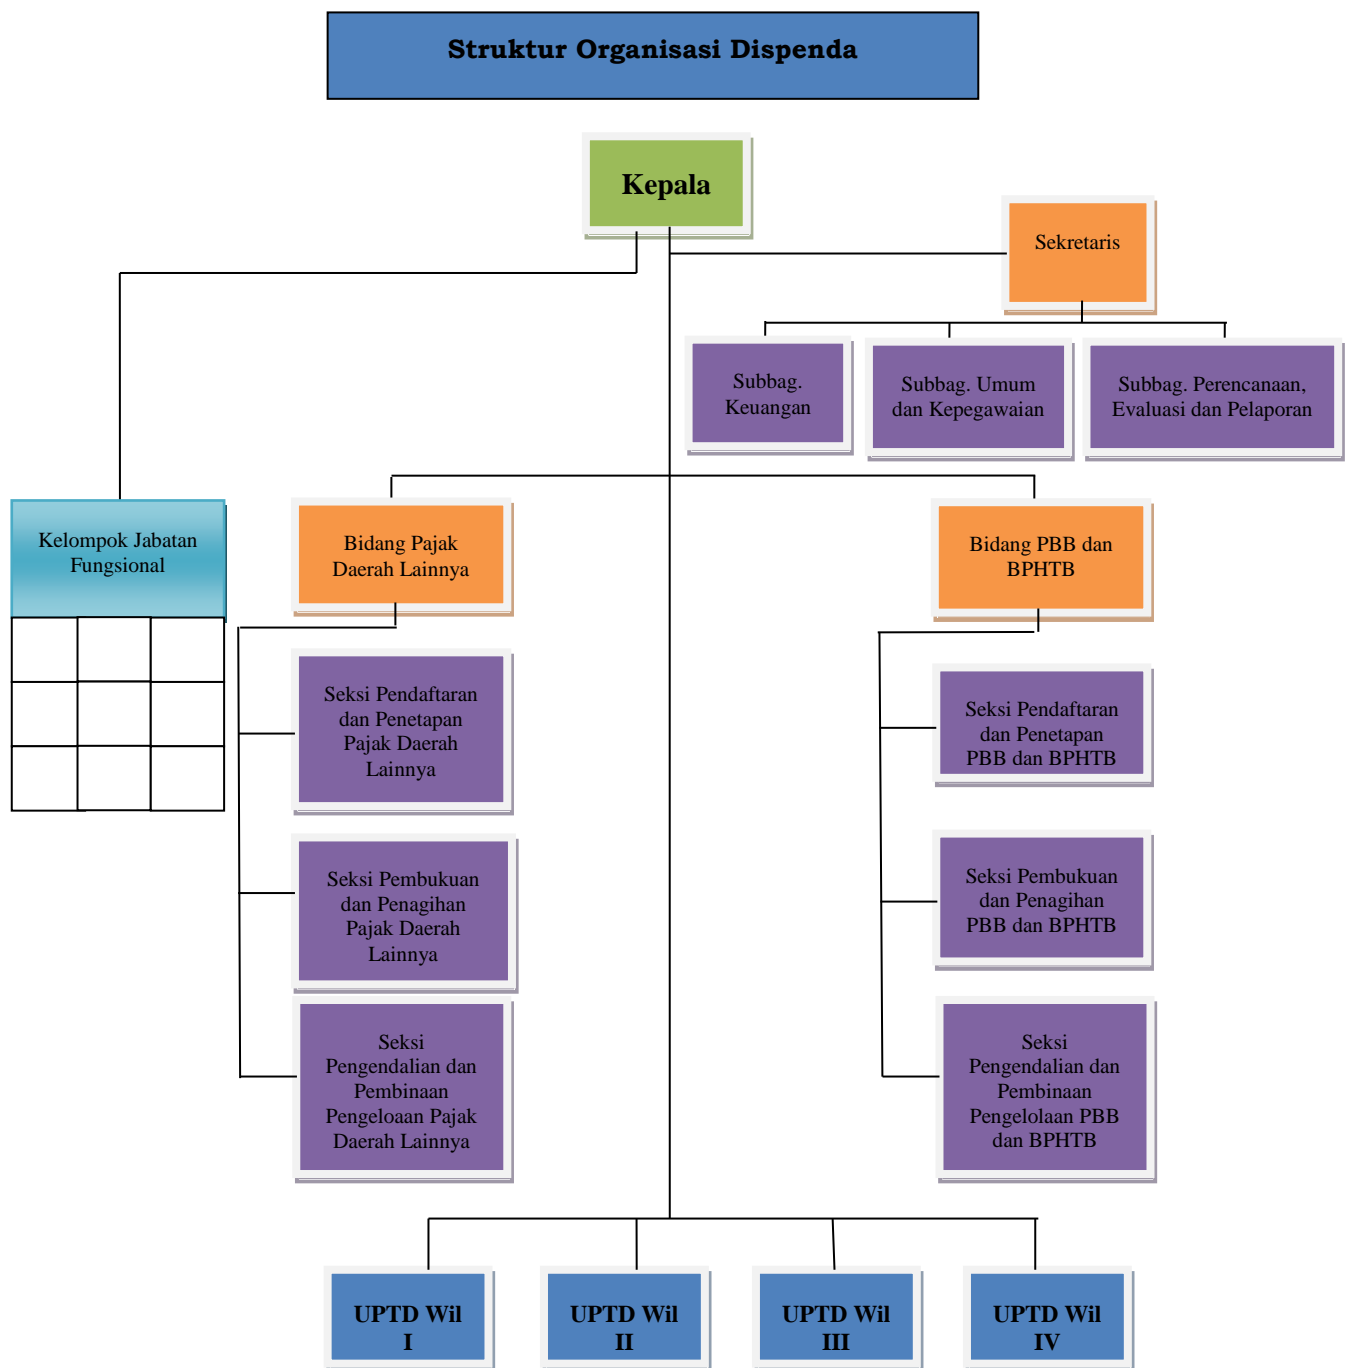 Struktur Organisasi Dispenda
Kepala
Sekretaris
Subbag.
Keuangan
Subbag. Umum
dan Kepegawaian
Subbag. Perencanaan,
Evaluasi dan Pelaporan
Kelompok Jabatan
Fungsional
Bidang Pajak
Daerah Lainnya
Bidang PBB dan
BPHTB
Seksi Pendaftaran
dan Penetapan
Pajak Daerah
Lainnya
Seksi Pembukuan
dan Penagihan
Pajak Daerah
Lainnya
Seksi
Pengendalian dan
Pembinaan
Pengeloaan Pajak
Daerah Lainnya
Seksi Pendaftaran
dan Penetapan
PBB dan BPHTB
Seksi Pembukuan
dan Penagihan
PBB dan BPHTB
Seksi
Pengendalian dan
Pembinaan
Pengelolaan PBB
dan BPHTB
UPTD Wil
I
UPTD Wil
II
UPTD Wil
III
UPTD Wil
IV